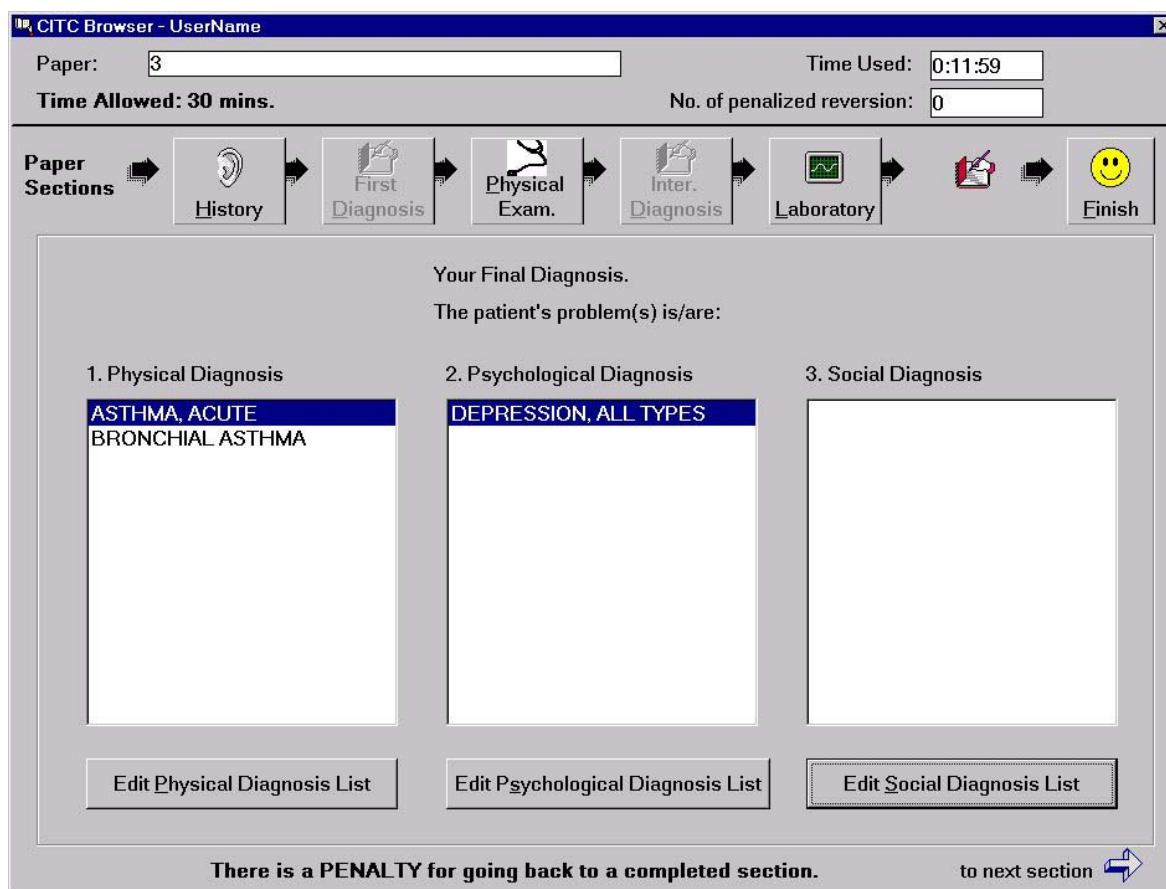 CITC Browser - UserName
Paper: 3 Time Used: 0:11:59
Time Allowed: 30 mins. No. of penalized reversion: 0
Paper Sections
History
First Diagnosis
Physical Exam.
Inter. Diagnosis
Laboratory
Finish
Your Final Diagnosis.
The patient's problem(s) is/are:
1. Physical Diagnosis
ASTHMA, ACUTE
BRONCHIAL ASTHMA
Edit Physical Diagnosis List
2. Psychological Diagnosis
DEPRESSION, ALL TYPES
Edit Psychological Diagnosis List
3. Social Diagnosis
Edit Social Diagnosis List
There is a PENALTY for going back to a completed section.
to next section